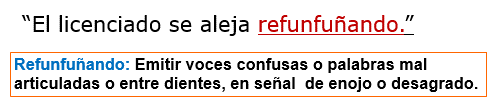 “El licenciado se aleja refunfuñando.”
Refunfuñando: Emitir voces confusas o palabras mal
articuladas o entre dientes, en señal de enojo o desagrado.